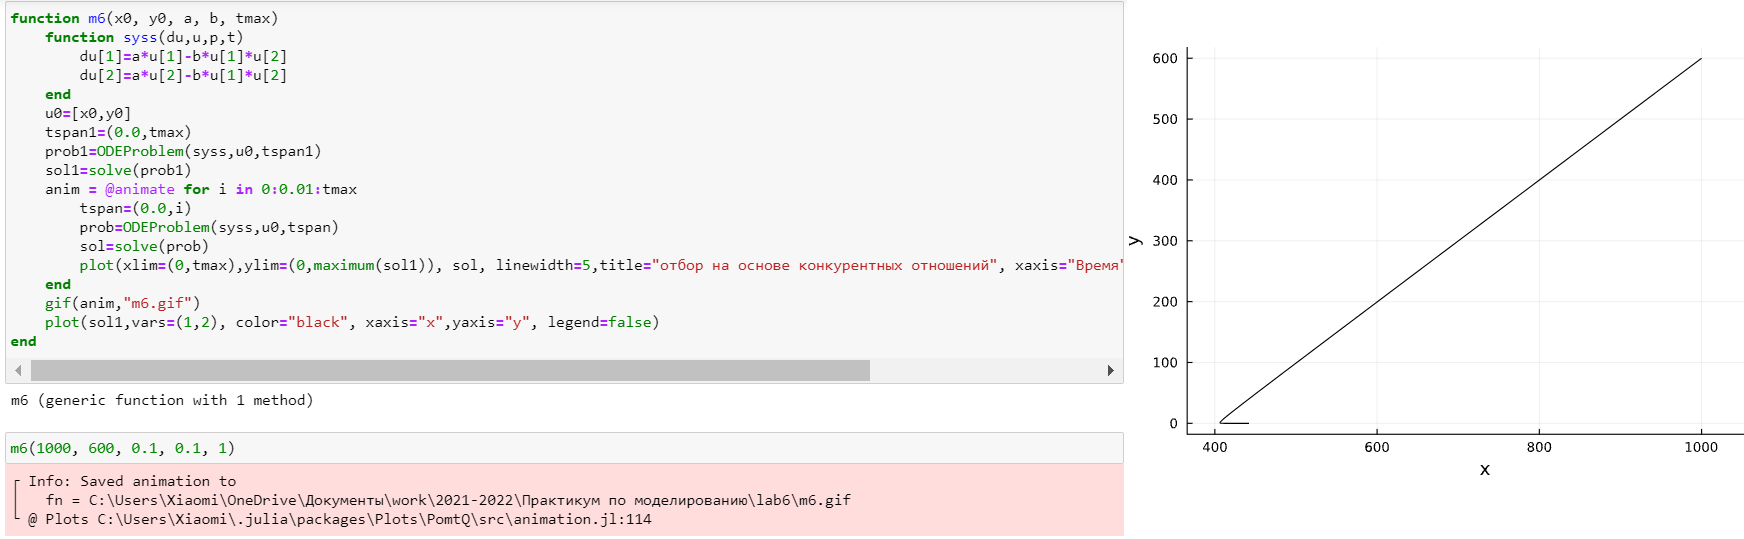 function m6(x0, y0, a, b, tmax)
    function syss(du,u,p,t)
        du[1]=a*u[1]-b*u[1]*u[2]
        du[2]=a*u[2]-b*u[1]*u[2]
    end
    u0=[x0,y0]
    tspan1=(0.0,tmax)
    prob1=ODEProblem(syss,u0,tspan1)
    sol1=solve(prob1)
    anim = @animate for i in 0:0.01:tmax
        tspan=(0.0,i)
        prob=ODEProblem(syss,u0,tspan)
        sol=solve(prob)
        plot(xlim=(0,tmax),ylim=(0,maximum(sol1)), sol, linewidth=5,title="отбор на основе конкурентных отношений", xaxis="Время"
    end
    gif(anim,"m6.gif")
    plot(sol1,vars=(1,2), color="black", xaxis="x",yaxis="y", legend=false)
end
m6 (generic function with 1 method)
m6(1000, 600, 0.1, 0.1, 1)
┌ Info: Saved animation to
│   fn = C:\Users\Xiaomi\OneDrive\Документы\work\2021-2022\Практикум по моделированию\lab6\m6.gif
└ @ Plots C:\Users\Xiaomi\.julia\packages\Plots\PomtQ\src\animation.jl:114
600
500
400
300
200
100
0
y
400 600 800 1000
x